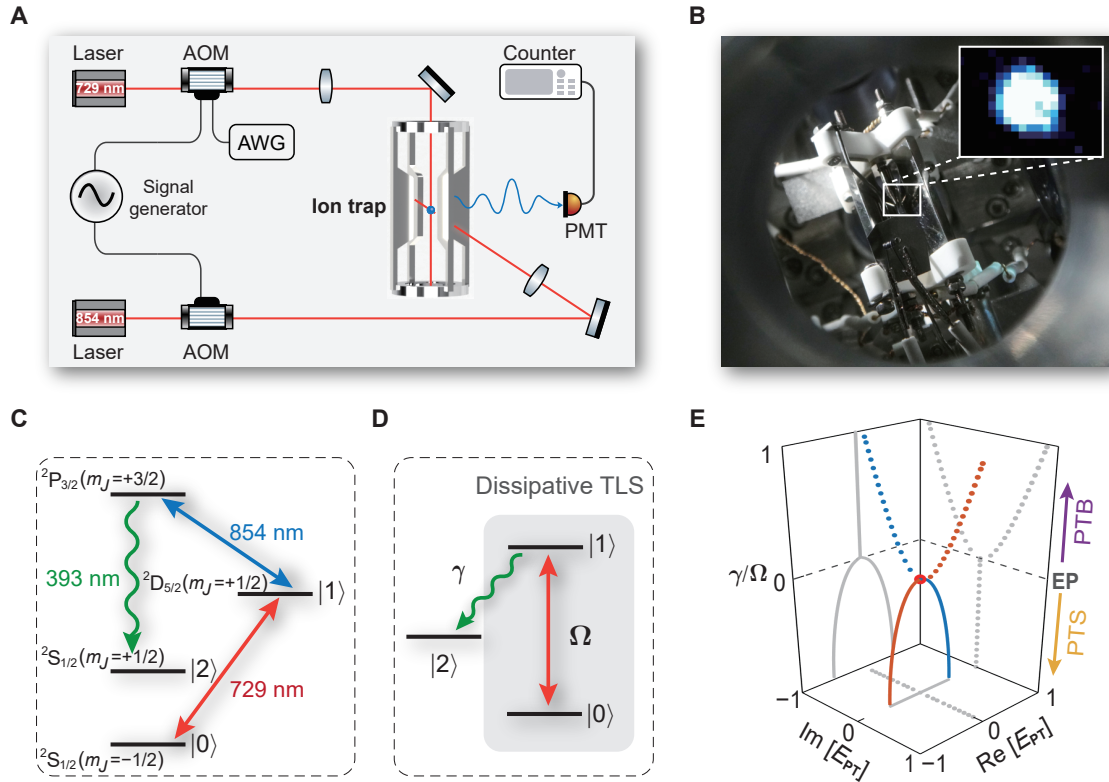 A
Laser
729 nm
AOM
AWG
Signal
generator
Ion trap
Counter
PMT
854 nm
Laser
AOM
B
C
²P₃/₂(mJ=+3/2)
854 nm
393 nm
²D₅/₂(mJ=+1/2)
|1⟩
²S₁/₂(mJ=+1/2)
|2⟩
729 nm
|0⟩
²S₁/₂(mJ=−1/2)
D
Dissipative TLS
|1⟩
γ
Ω
|2⟩
|0⟩
E
1
PTB
γ/Ω
0
EP
PTS
−1
0
1
Im [EPT]
−1
0
1
Re [EPT]